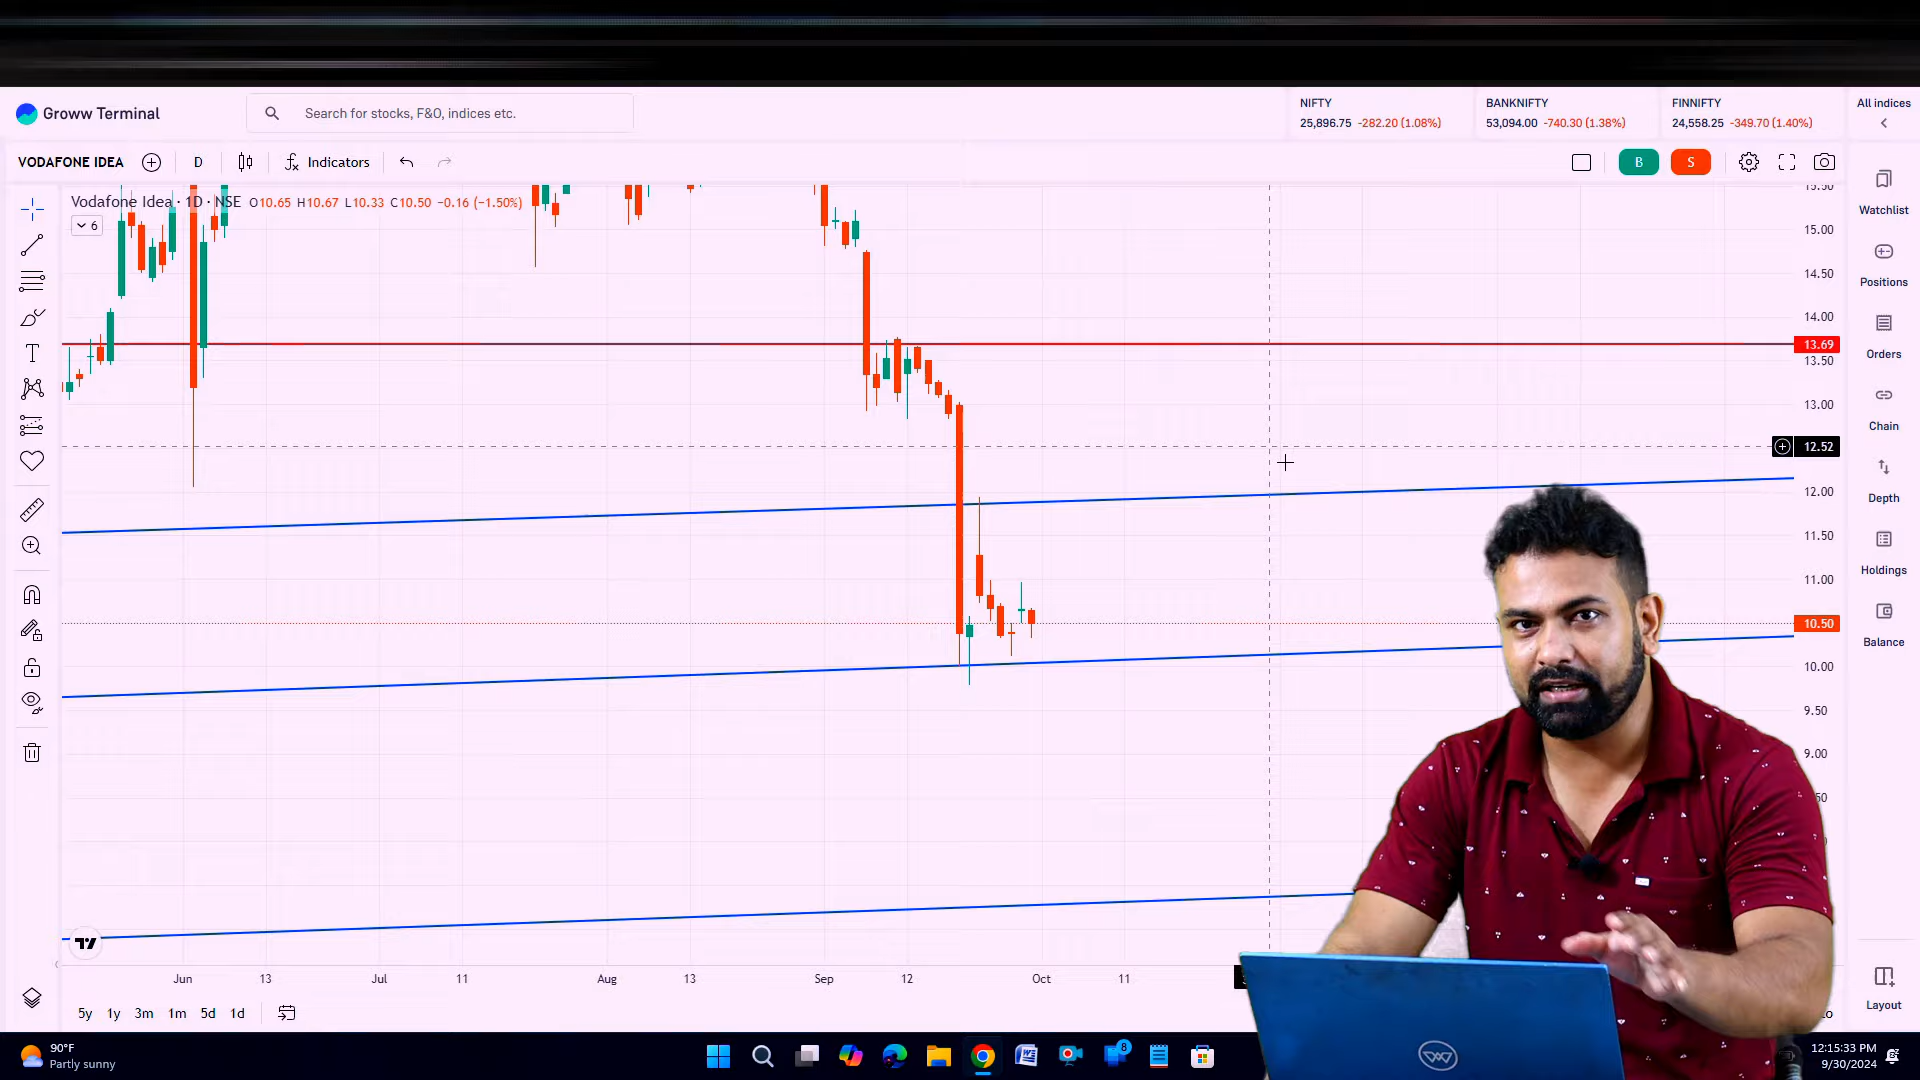 Groww Terminal
Search for stocks, F&O, indices etc.
NIFTY
25,896.75 -282.20 (1.08%)
BANKNIFTY
53,094.00 -740.30 (1.38%)
FINNIFTY
24,558.25 -349.70 (1.40%)
All indices
VODAFONE IDEA
D
Indicators
B
S
Vodafone Idea · 1D · NSE O10.65 H10.67 L10.33 C10.50 -0.16 (-1.50%)
6
15.50
15.00
14.50
14.00
13.69
13.50
13.00
12.52
12.00
11.50
11.00
10.50
10.00
9.50
9.00
Watchlist
Positions
Orders
Chain
Depth
Holdings
Balance
Layout
Jun
13
Jul
11
Aug
13
Sep
12
Oct
11
5y
1y
3m
1m
5d
1d
90°F
Partly sunny
8
12:15:33 PM
9/30/2024